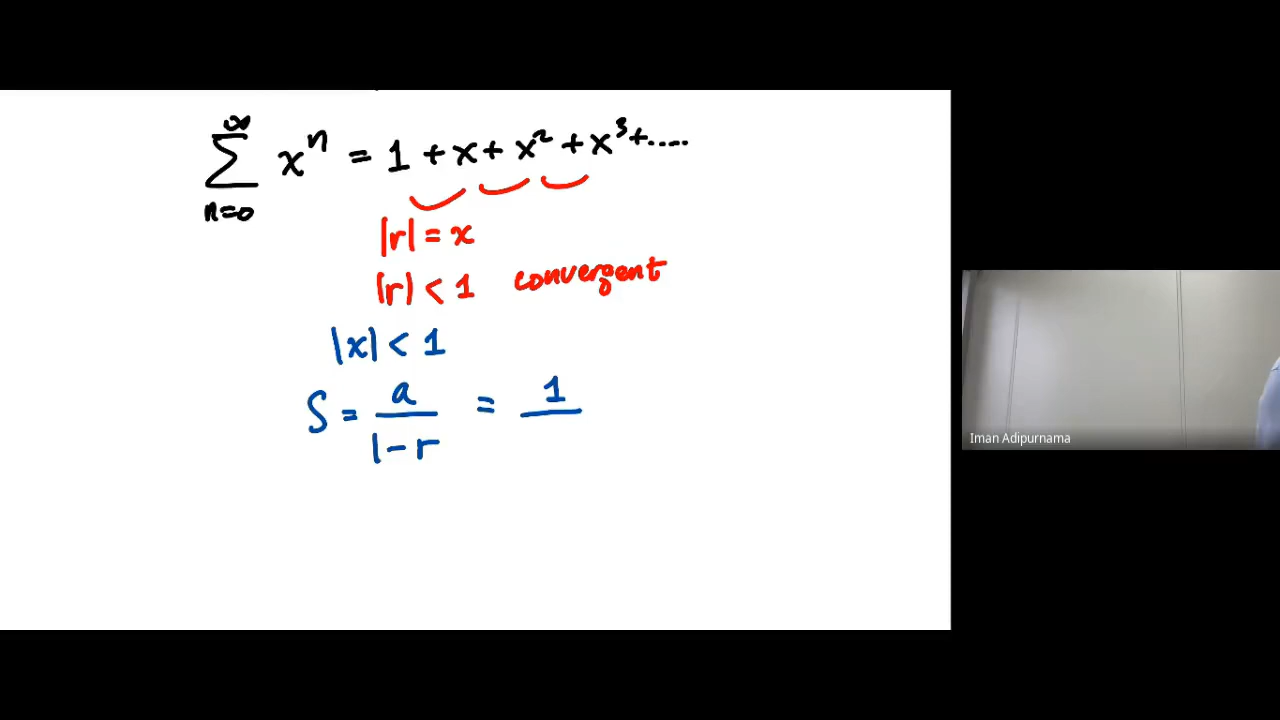 ∞
∑ xⁿ = 1 + x + x² + x³ + .....
n=0
|r| = x
|r| < 1 convergent
|x| < 1
S = a / 1 - r = 1 /
Iman Adipurnama